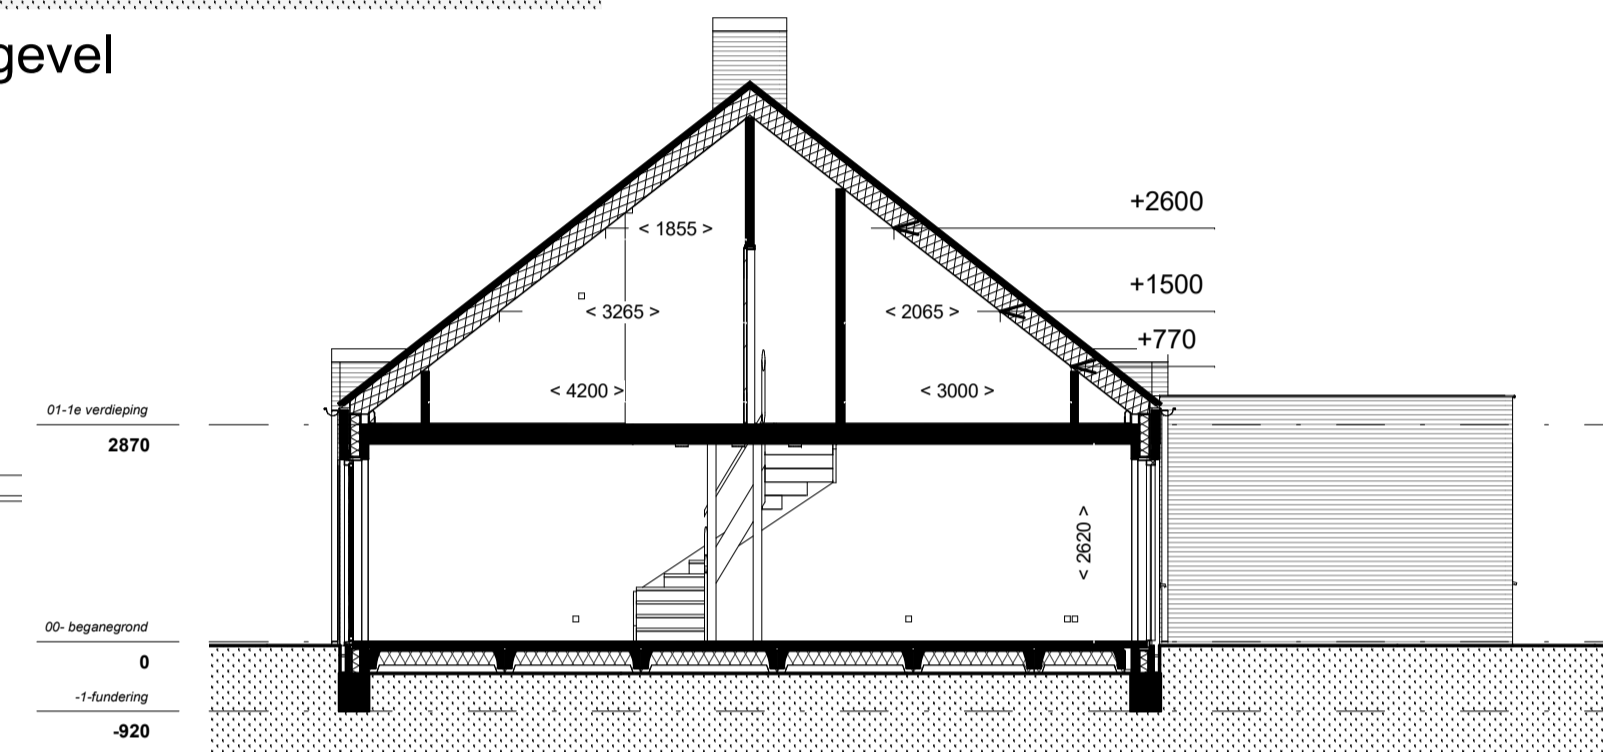 gevel
+2600
< 1855 >
+1500
< 3265 >
< 2065 >
+770
< 4200 >
< 3000 >
01-1e verdieping
2870
< 2620 >
00- beganegrond
0
-1-fundering
-920